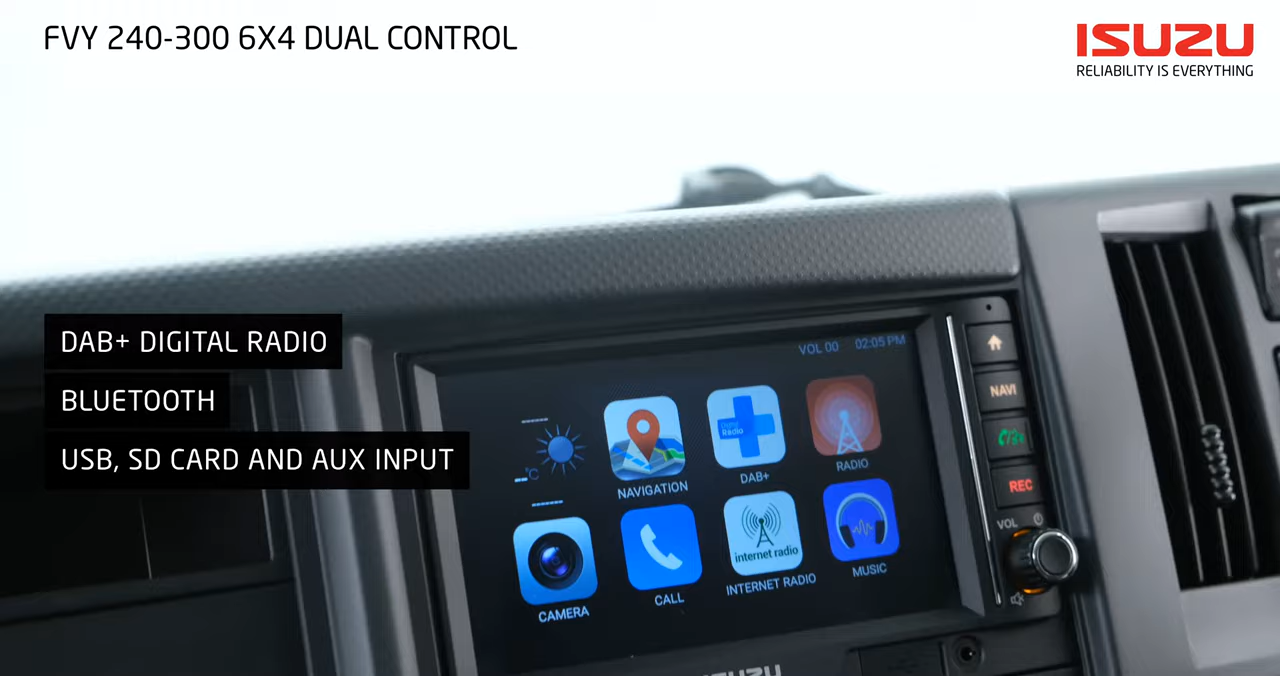 FVY 240-300 6X4 DUAL CONTROL
ISUZU
RELIABILITY IS EVERYTHING
DAB+ DIGITAL RADIO
BLUETOOTH
USB, SD CARD AND AUX INPUT
VOL 00 02:05 PM
--°C
NAVIGATION
DAB+
RADIO
internet radio
CAMERA
CALL
INTERNET RADIO
MUSIC
NAVI
REC
VOL
ISUZU